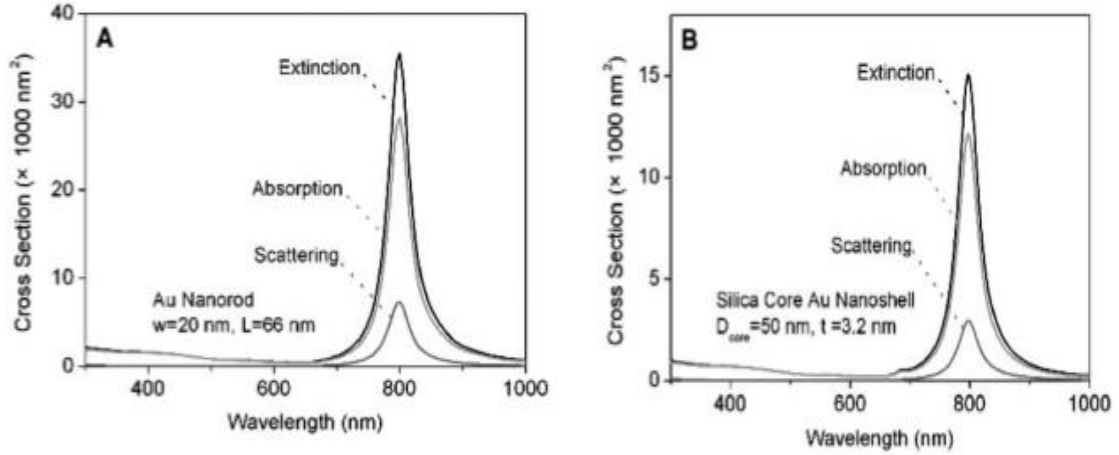 A
Extinction
Absorption
Scattering
Au Nanorod
w=20 nm, L=66 nm
Cross Section (× 1000 nm²)
40
30
20
10
0
400
600
800
1000
Wavelength (nm)
B
Extinction
Absorption
Scattering
Silica Core Au Nanoshell
D_core=50 nm, t =3.2 nm
Cross Section (× 1000 nm²)
15
10
5
0
400
600
800
1000
Wavelength (nm)